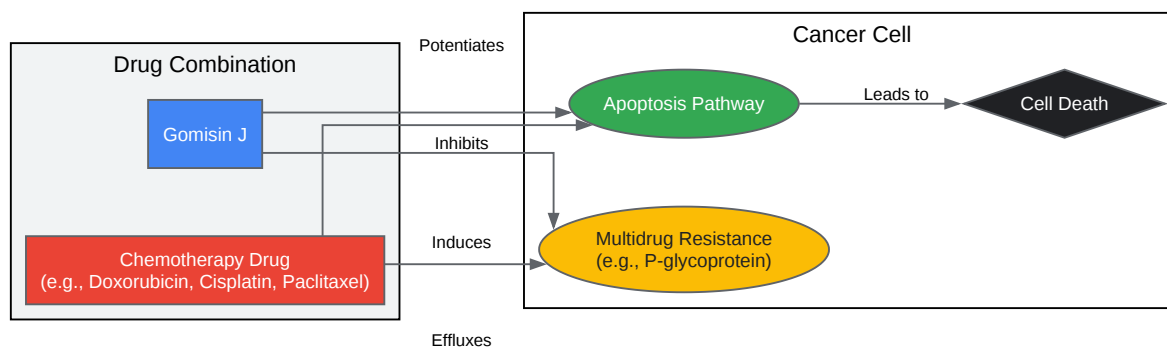 Cancer Cell
Drug Combination
Potentiates
Gomisin J
Apoptosis Pathway
Leads to
Cell Death
Inhibits
Chemotherapy Drug
(e.g., Doxorubicin, Cisplatin, Paclitaxel)
Induces
Multidrug Resistance
(e.g., P-glycoprotein)
Effluxes